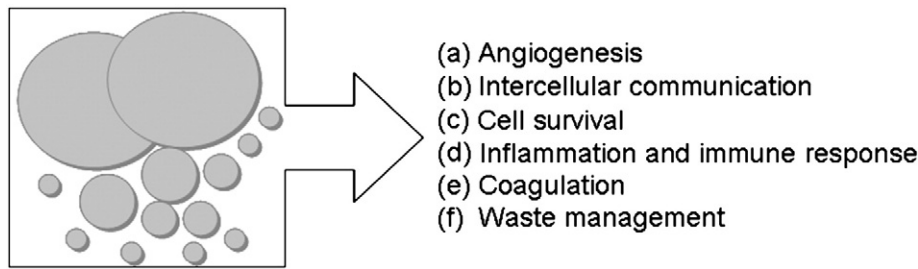 (a) Angiogenesis
(b) Intercellular communication
(c) Cell survival
(d) Inflammation and immune response
(e) Coagulation
(f) Waste management